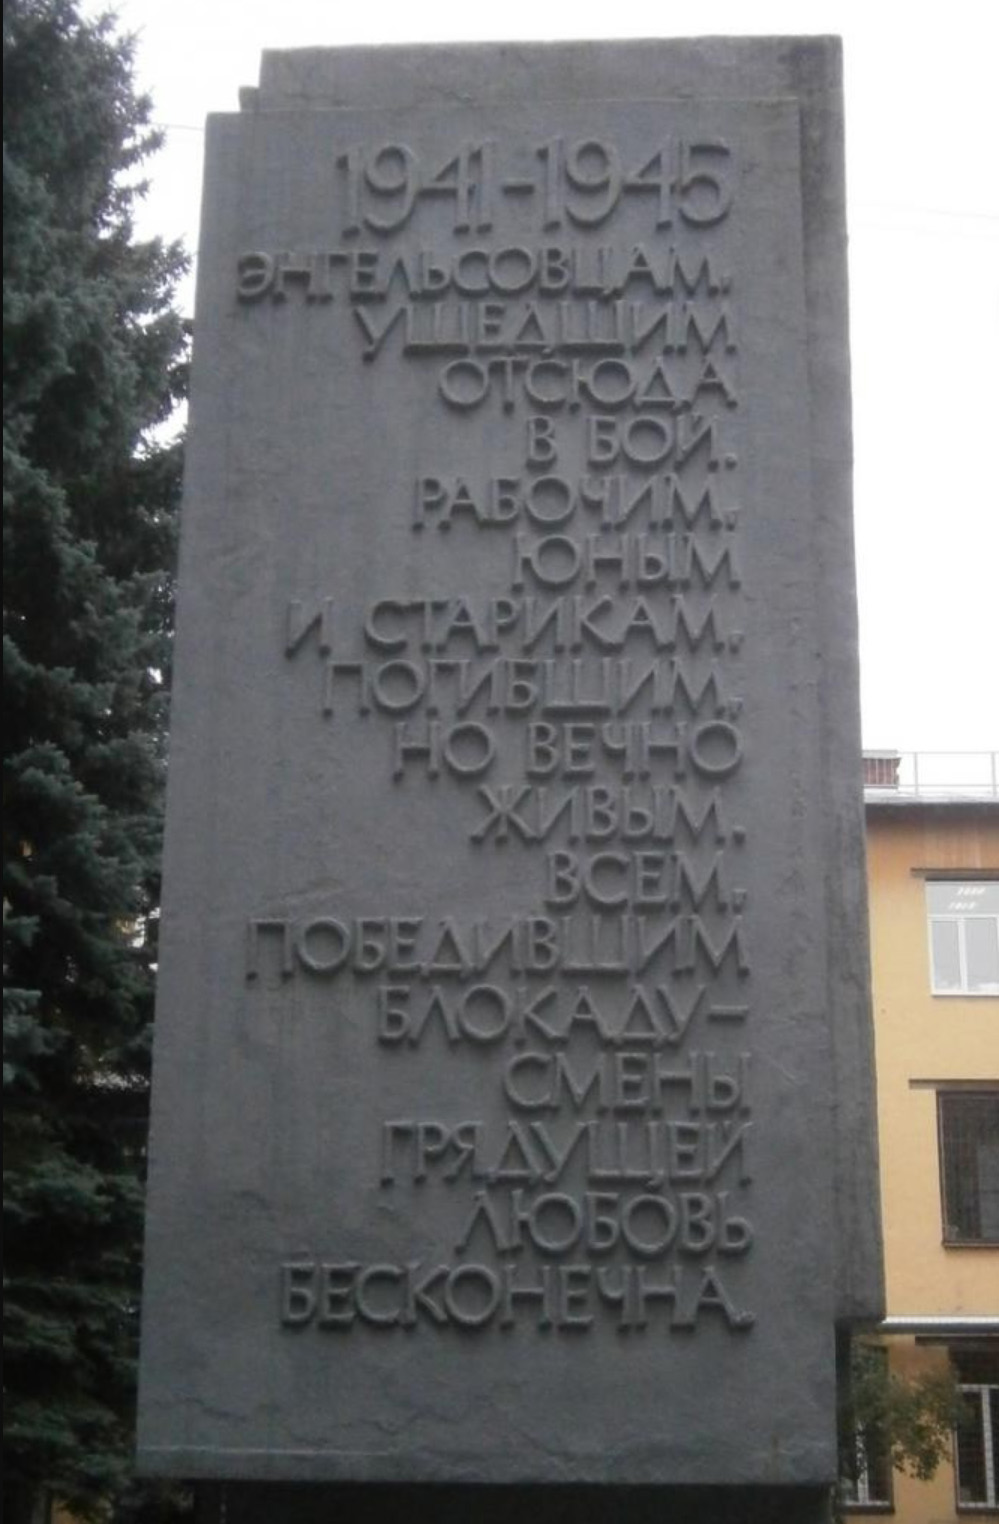 1941-1945
ЭНГЕЛЬСОВЦАМ,
УШЕДШИМ
ОТСЮДА
В БОЙ,
РАБОЧИМ,
ЮНЫМ
И СТАРИКАМ,
ПОГИБШИМ,
НО ВЕЧНО
ЖИВЫМ,
ВСЕМ,
ПОБЕДИВШИМ
БЛОКАДУ–
СМЕНЫ
ГРЯДУЩЕЙ
ЛЮБОВЬ
БЕСКОНЕЧНА.